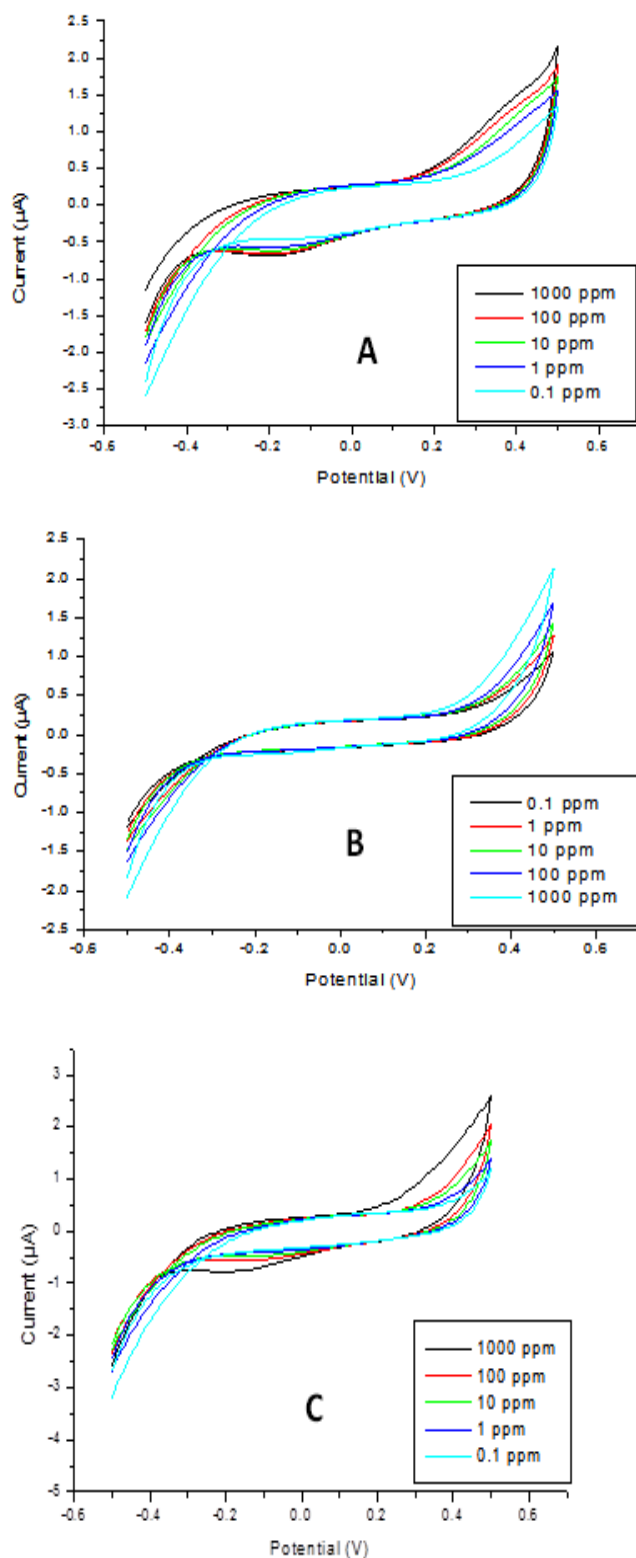 2.5
2.0
1.5
1.0
0.5
0.0
-0.5
-1.0
-1.5
-2.0
-2.5
-3.0
Current (µA)
-0.6
-0.4
-0.2
0.0
0.2
0.4
0.6
Potential (V)
A
1000 ppm
100 ppm
10 ppm
1 ppm
0.1 ppm
2.5
2.0
1.5
1.0
0.5
0.0
-0.5
-1.0
-1.5
-2.0
-2.5
Current (µA)
-0.6
-0.4
-0.2
0.0
0.2
0.4
0.6
Potential (V)
B
0.1 ppm
1 ppm
10 ppm
100 ppm
1000 ppm
3
2
1
0
-1
-2
-3
-4
-5
Current (µA)
-0.6
-0.4
-0.2
0.0
0.2
0.4
0.6
Potential (V)
C
1000 ppm
100 ppm
10 ppm
1 ppm
0.1 ppm